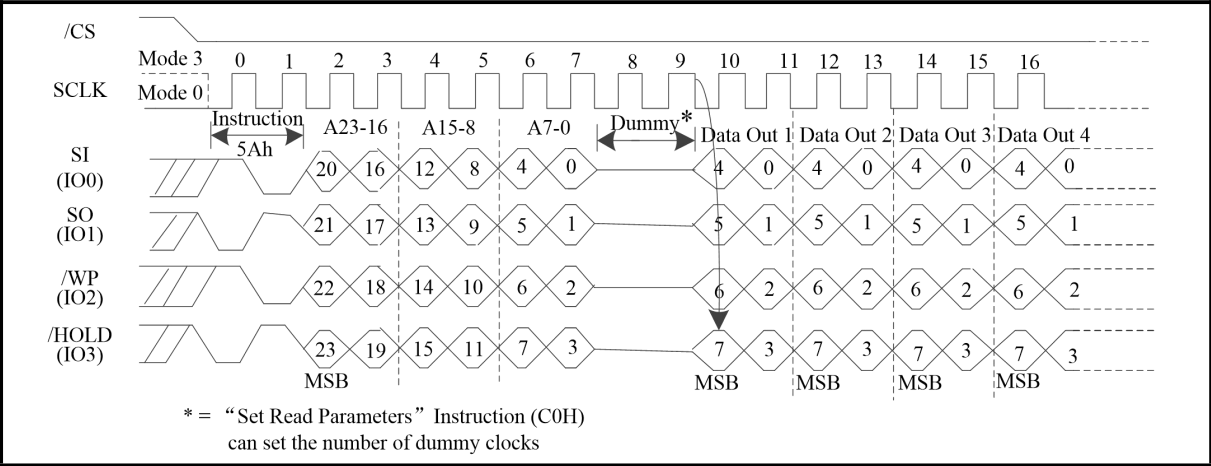 /CS
Mode 3 0 1 2 3 4 5 6 7 8 9 10 11 12 13 14 15 16
SCLK Mode 0
Instruction A23-16 A15-8 A7-0 Dummy* Data Out 1 Data Out 2 Data Out 3 Data Out 4
5Ah
SI
(IO0) 20 16 12 8 4 0 4 0 4 0 4 0 4 0
SO
(IO1) 21 17 13 9 5 1 5 1 5 1 5 1 5 1
/WP
(IO2) 22 18 14 10 6 2 6 2 6 2 6 2 6 2
/HOLD
(IO3) 23 19 15 11 7 3 7 3 7 3 7 3 7 3
MSB MSB MSB MSB MSB
* = “Set Read Parameters” Instruction (C0H)
can set the number of dummy clocks